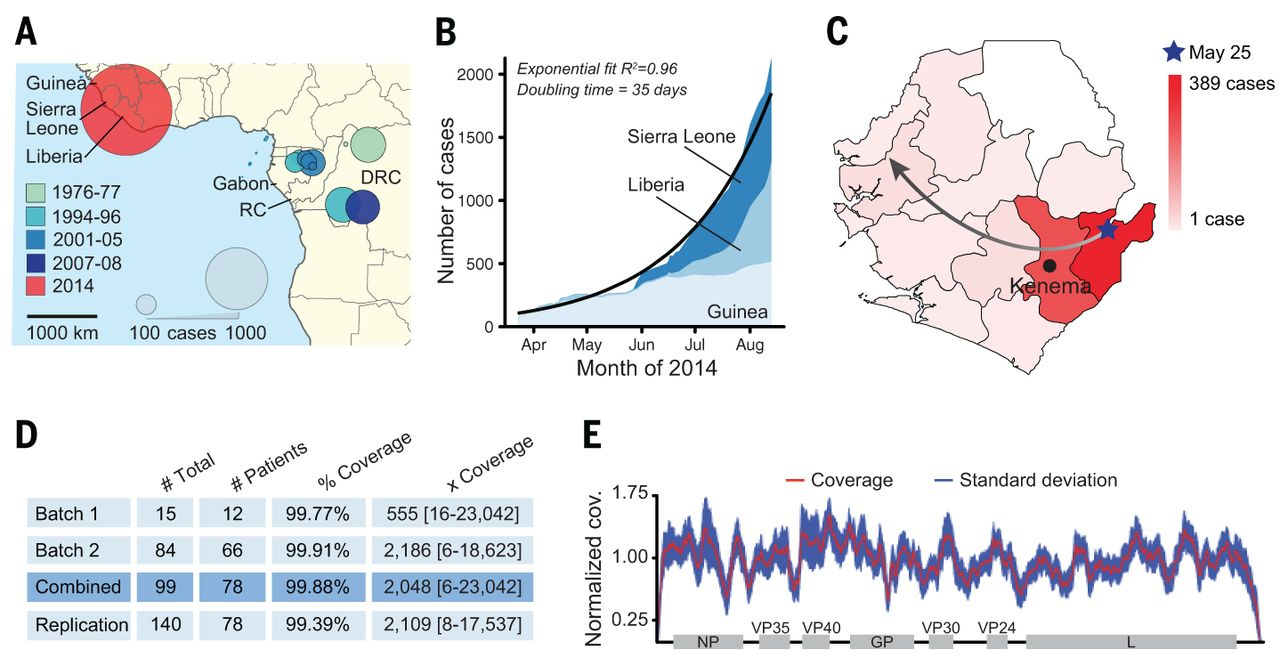 A
Guinea
Sierra
Leone
Liberia
Gabon
RC
DRC
1976-77
1994-96
2001-05
2007-08
2014
1000 km
100 cases 1000
B
Exponential fit R²=0.96
Doubling time = 35 days
Number of cases
2000
1500
1000
500
0
Sierra Leone
Liberia
Guinea
Apr May Jun Jul Aug
Month of 2014
C
May 25
389 cases
1 case
Kenema
D
# Total # Patients % Coverage x Coverage
Batch 1 15 12 99.77% 555 [16-23,042]
Batch 2 84 66 99.91% 2,186 [6-18,623]
Combined 99 78 99.88% 2,048 [6-23,042]
Replication 140 78 99.39% 2,109 [8-17,537]
E
Coverage Standard deviation
Normalized cov.
1.75
1.00
0.25
NP VP35 VP40 GP VP30 VP24 L